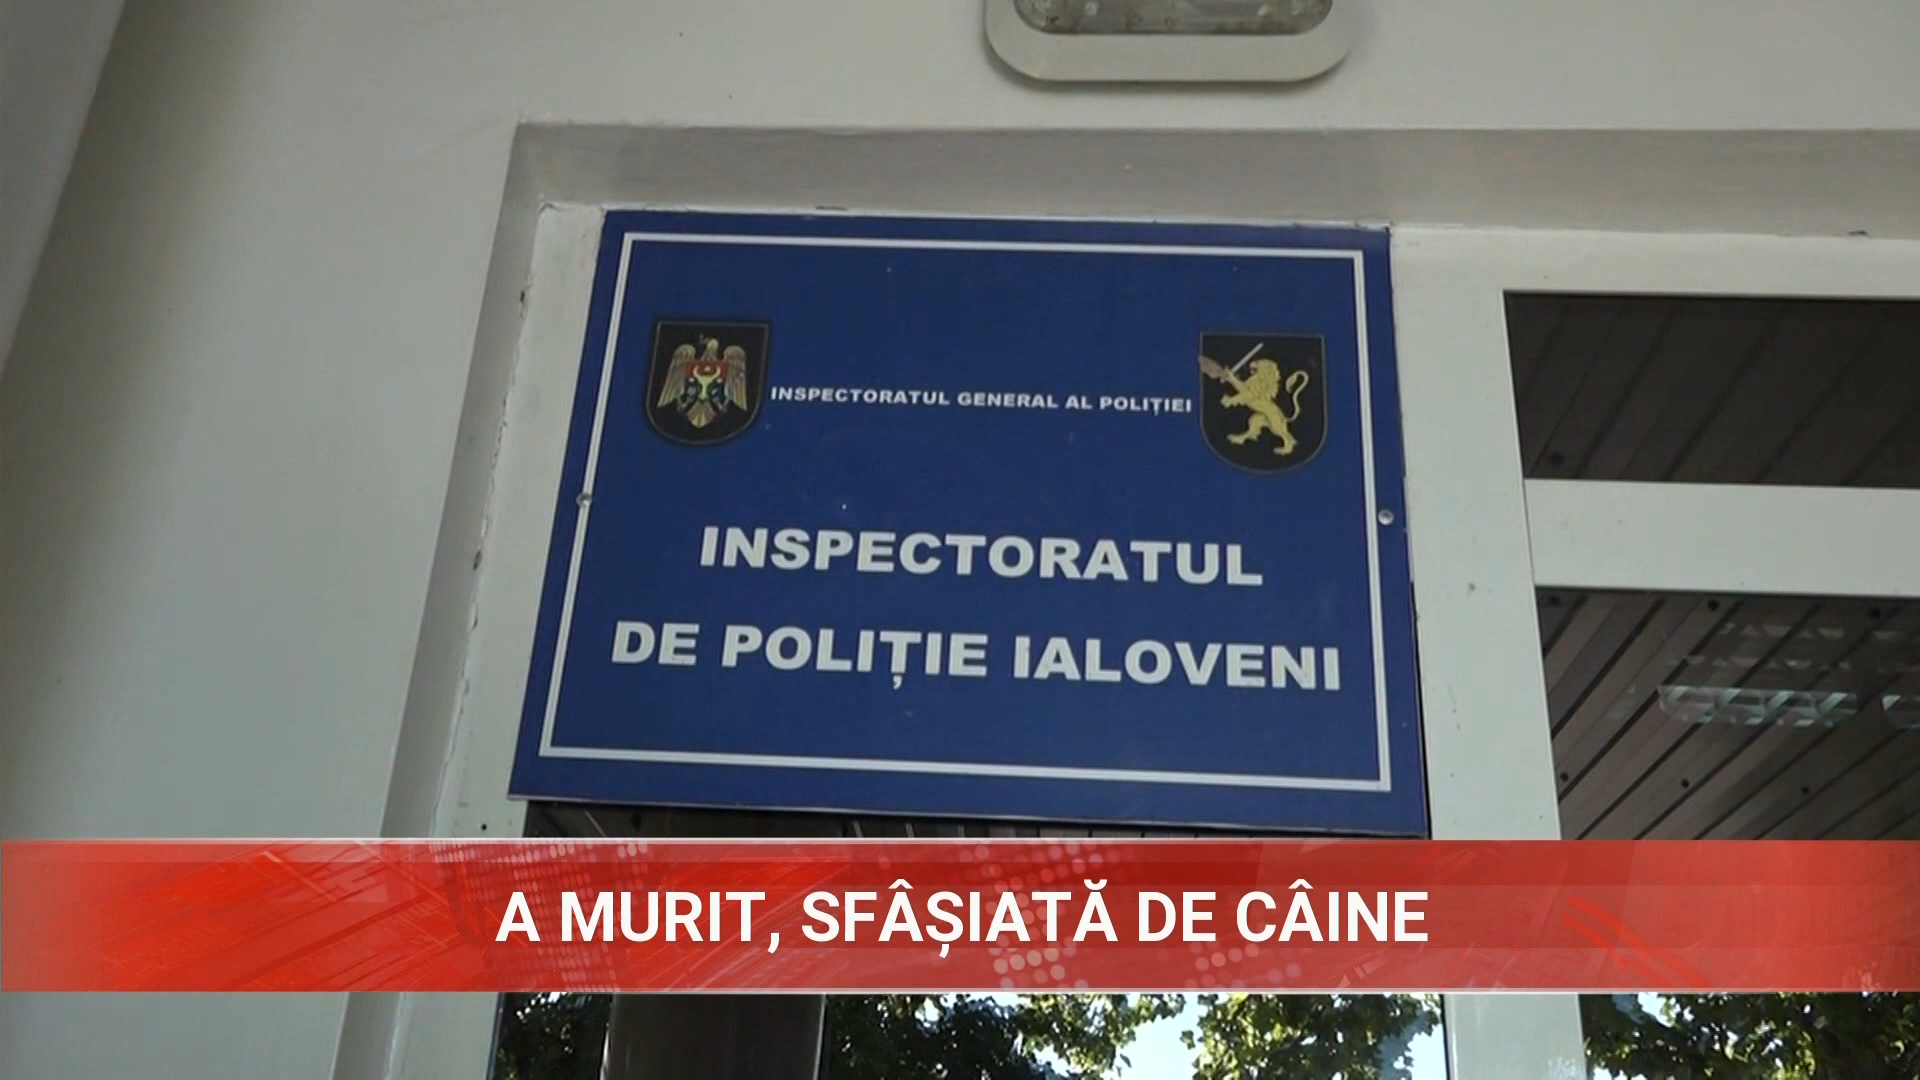 INSPECTORATUL GENERAL AL POLIȚIEI
INSPECTORATUL
DE POLIȚIE IALOVENI
A MURIT, SFÂȘIATĂ DE CÂINE